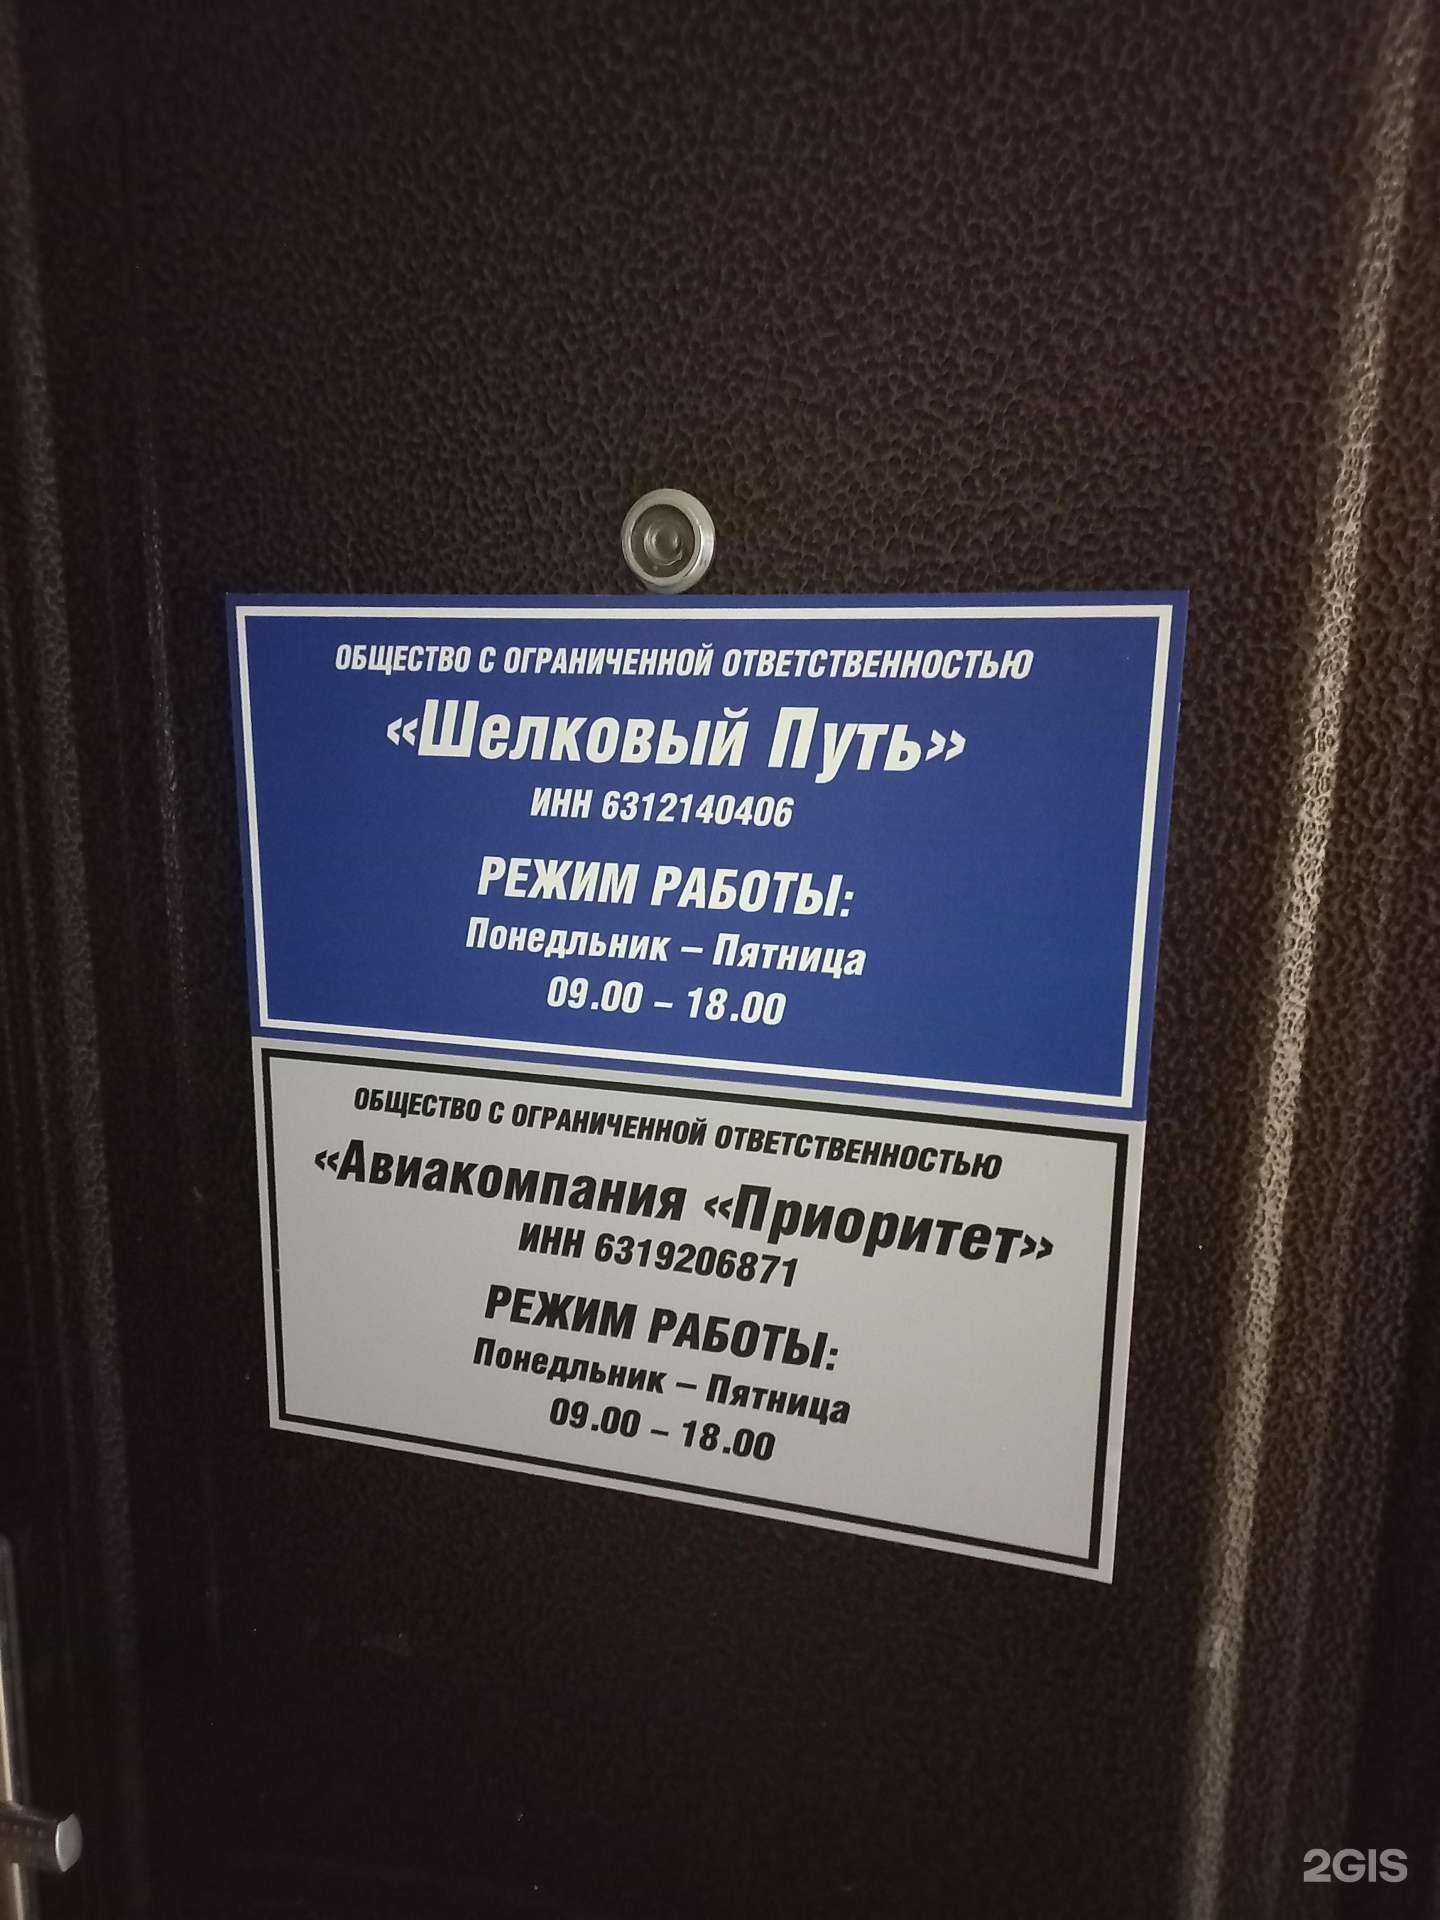 ОБЩЕСТВО С ОГРАНИЧЕННОЙ ОТВЕТСТВЕННОСТЬЮ
«Шелковый Путь»
ИНН 6312140406
РЕЖИМ РАБОТЫ:
Понедльник – Пятница
09.00 – 18.00
ОБЩЕСТВО С ОГРАНИЧЕННОЙ ОТВЕТСТВЕННОСТЬЮ
«Авиакомпания «Приоритет»
ИНН 6319206871
РЕЖИМ РАБОТЫ:
Понедльник – Пятница
09.00 – 18.00
2GIS